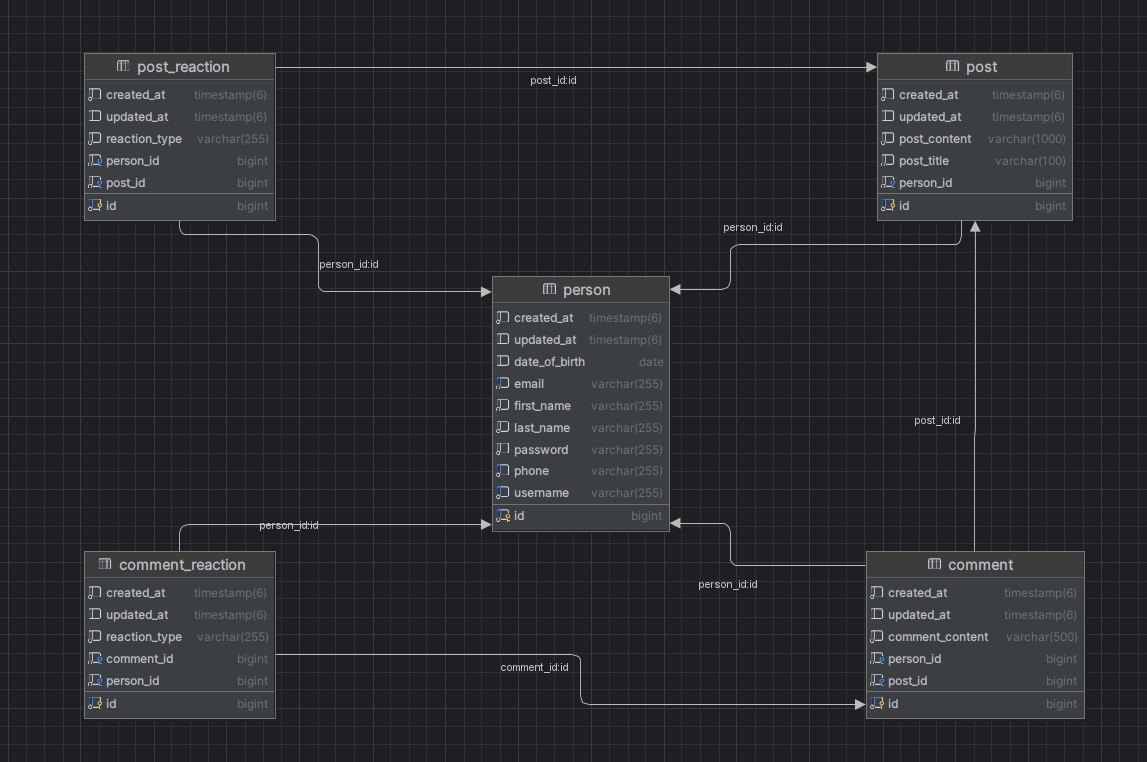 post_reaction
created_at timestamp(6)
updated_at timestamp(6)
reaction_type varchar(255)
person_id bigint
post_id bigint
id bigint
post_id:id
post
created_at timestamp(6)
updated_at timestamp(6)
post_content varchar(1000)
post_title varchar(100)
person_id bigint
id bigint
person_id:id
person_id:id
person
created_at timestamp(6)
updated_at timestamp(6)
date_of_birth date
email varchar(255)
first_name varchar(255)
last_name varchar(255)
password varchar(255)
phone varchar(255)
username varchar(255)
id bigint
post_id:id
person_id:id
comment_reaction
created_at timestamp(6)
updated_at timestamp(6)
reaction_type varchar(255)
comment_id bigint
person_id bigint
id bigint
person_id:id
comment_id:id
comment
created_at timestamp(6)
updated_at timestamp(6)
comment_content varchar(500)
person_id bigint
post_id bigint
id bigint